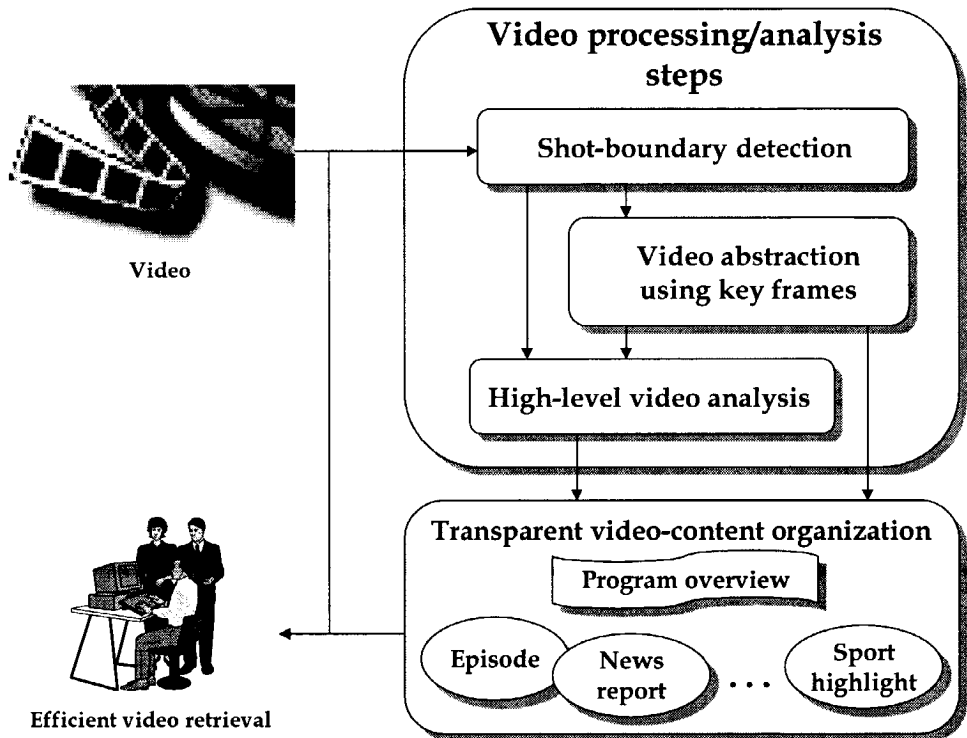 Video processing/analysis
steps
Shot-boundary detection
Video abstraction
using key frames
Video
High-level video analysis
Transparent video-content organization
Program overview
Episode
News
report
...
Sport
highlight
Efficient video retrieval